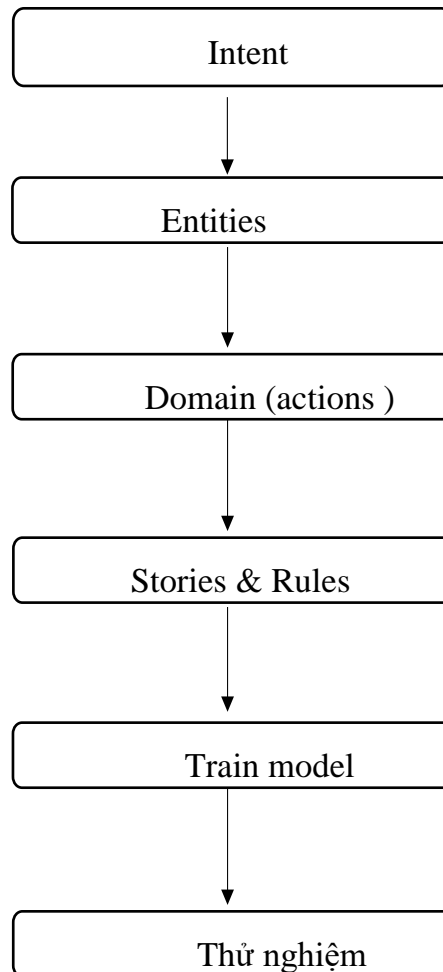 Intent
Entities
Domain (actions )
Stories & Rules
Train model
Thử nghiệm